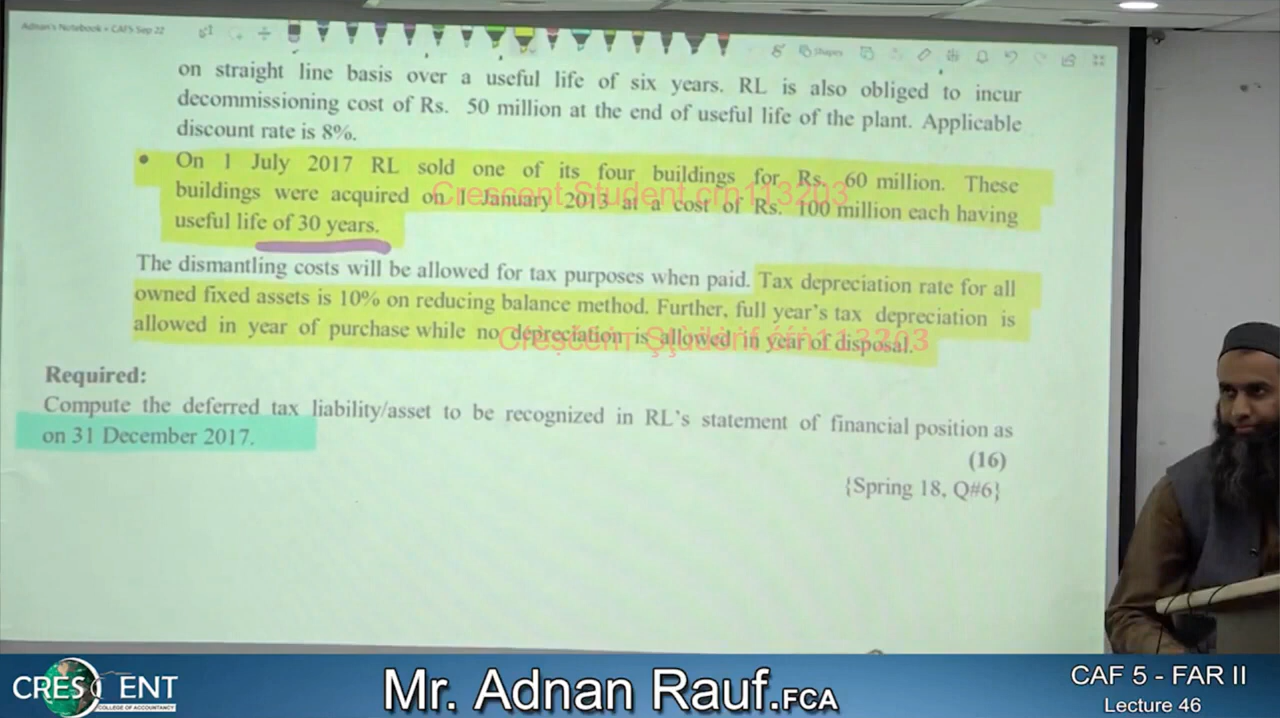 Adnan's Notebook » CAFS Sep 22
Shapes
on straight line basis over a useful life of six years. RL is also obliged to incur
decommissioning cost of Rs. 50 million at the end of useful life of the plant. Applicable
discount rate is 8%.
• On 1 July 2017 RL sold one of its four buildings for Rs. 60 million. These
buildings were acquired on 1 January 2013 at a cost of Rs. 100 million each having
Crescent Student crn113203
useful life of 30 years.
The dismantling costs will be allowed for tax purposes when paid. Tax depreciation rate for all
owned fixed assets is 10% on reducing balance method. Further, full year's tax depreciation is
allowed in year of purchase while no depreciation is allowed in year of disposal.
Crescent Student crn113203
Required:
Compute the deferred tax liability/asset to be recognized in RL's statement of financial position as
on 31 December 2017.
(16)
{Spring 18, Q#6}
CRESCENT
COLLEGE OF ACCOUNTANCY
Mr. Adnan Rauf.FCA
CAF 5 - FAR II
Lecture 46